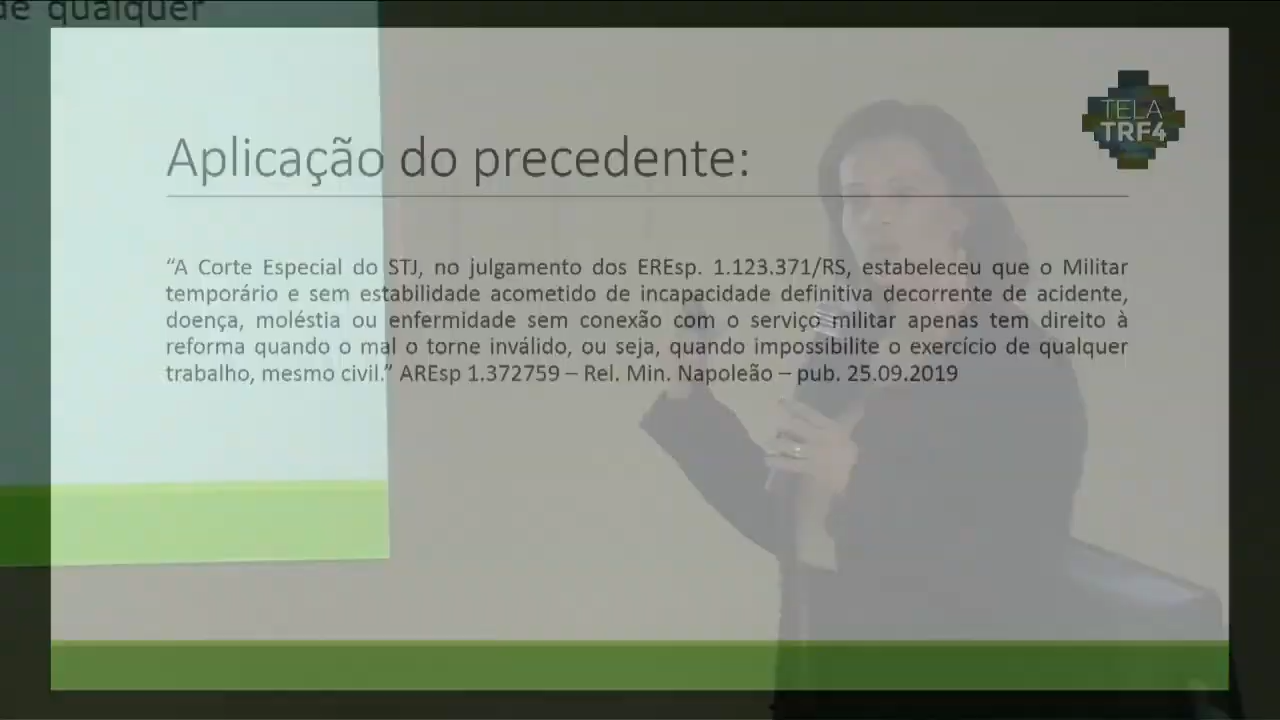 de qualquer
TELA
TRF4
Aplicação do precedente:
“A Corte Especial do STJ, no julgamento dos EREsp. 1.123.371/RS, estabeleceu que o Militar
temporário e sem estabilidade acometido de incapacidade definitiva decorrente de acidente,
doença, moléstia ou enfermidade sem conexão com o serviço militar apenas tem direito à
reforma quando o mal o torne inválido, ou seja, quando impossibilite o exercício de qualquer
trabalho, mesmo civil.” AREsp 1.372759 – Rel. Min. Napoleão – pub. 25.09.2019